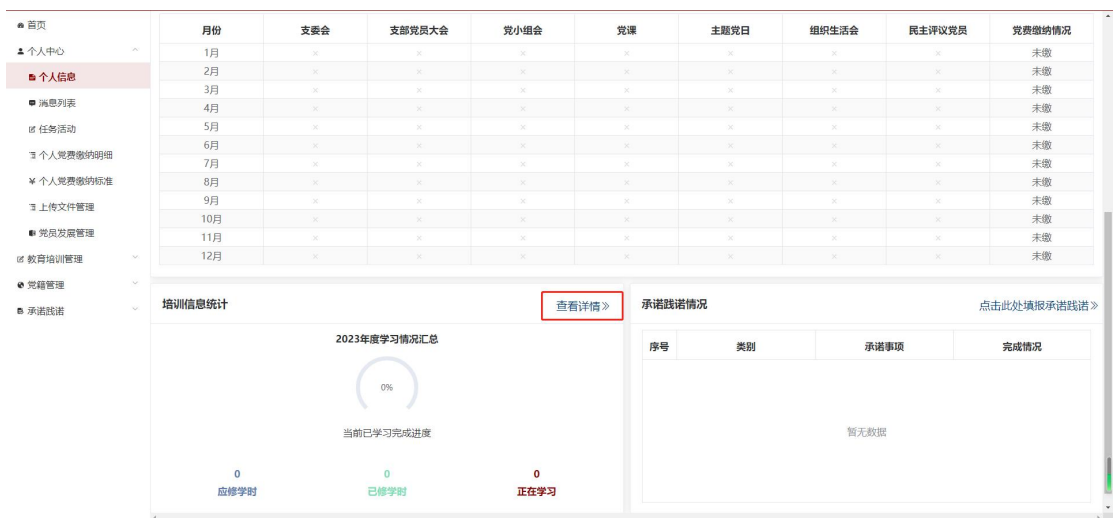 首页
个人中心
个人信息
消息列表
任务活动
个人党费缴纳明细
个人党费缴纳标准
上传文件管理
党员发展管理
教育培训管理
党籍管理
承诺践诺
月份 支委会 支部党员大会 党小组会 党课 主题党日 组织生活会 民主评议党员 党费缴纳情况
1月 × × × × × × × 未缴
2月 × × × × × × × 未缴
3月 × × × × × × × 未缴
4月 × × × × × × × 未缴
5月 × × × × × × × 未缴
6月 × × × × × × × 未缴
7月 × × × × × × × 未缴
8月 × × × × × × × 未缴
9月 × × × × × × × 未缴
10月 × × × × × × × 未缴
11月 × × × × × × × 未缴
12月 × × × × × × × 未缴
培训信息统计 查看详情》
2023年度学习情况汇总
0%
当前已学习完成进度
0 0 0
应修学时 已修学时 正在学习
承诺践诺情况 点击此处填报承诺践诺》
序号 类别 承诺事项 完成情况
暂无数据